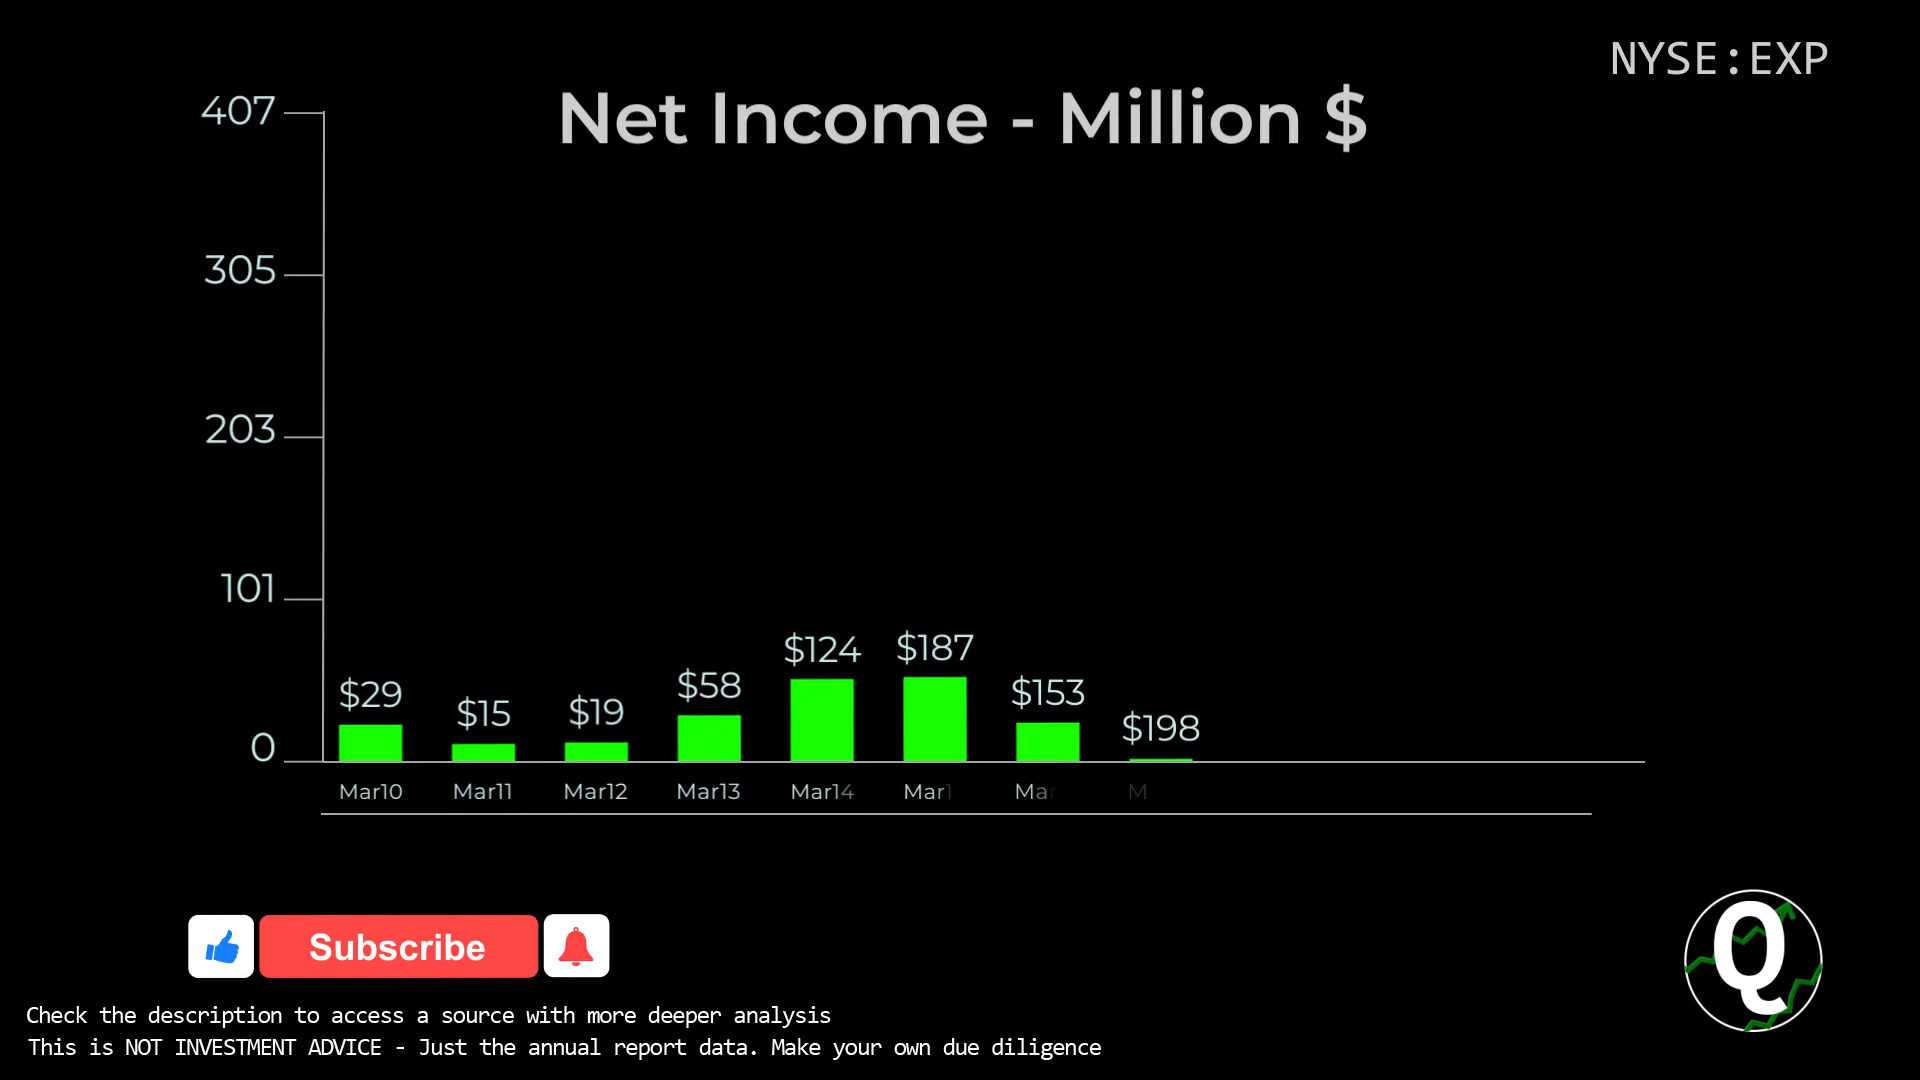 NYSE:EXP
Net Income - Million $
407
305
203
101
0
$29 $15 $19 $58 $124 $187 $153 $198
Mar10 Mar11 Mar12 Mar13 Mar14 Mar1 Mar M
Subscribe
Q
Check the description to access a source with more deeper analysis
This is NOT INVESTMENT ADVICE - Just the annual report data. Make your own due diligence